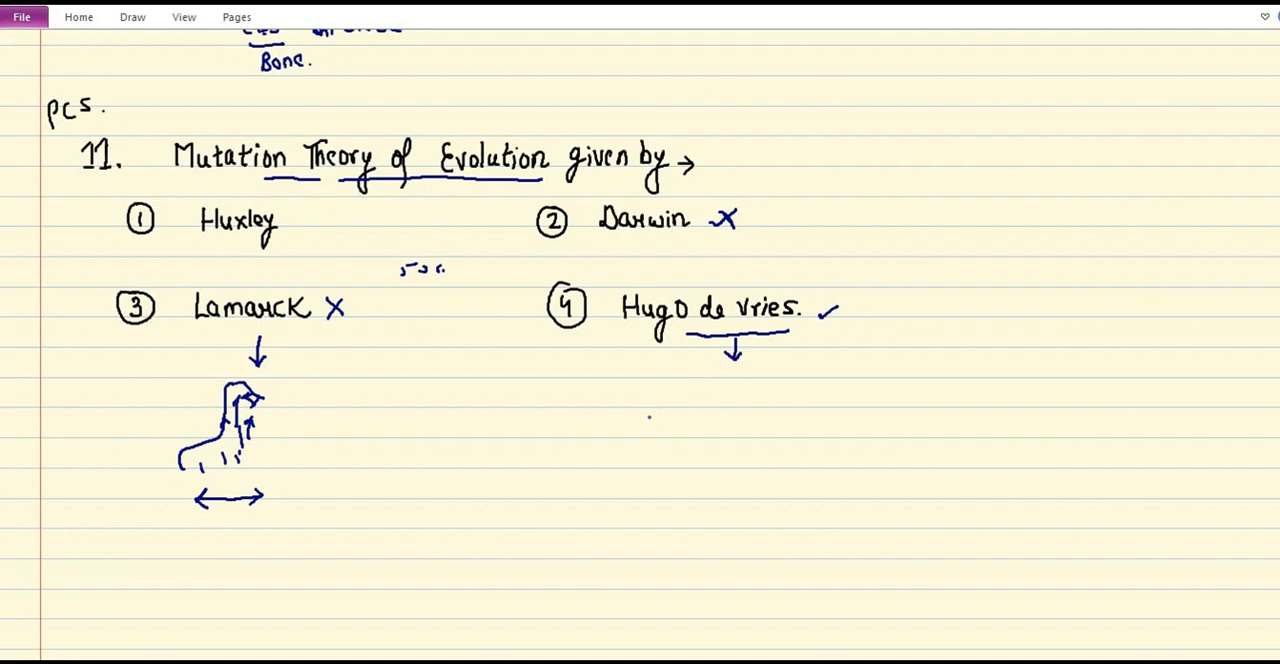 File Home Draw View Pages
Bone.
PCS.
11. Mutation Theory of Evolution given by →
① Huxley ② Darwin ✗
③ Lamarck ✗ ④ Hugo de Vries. ✓